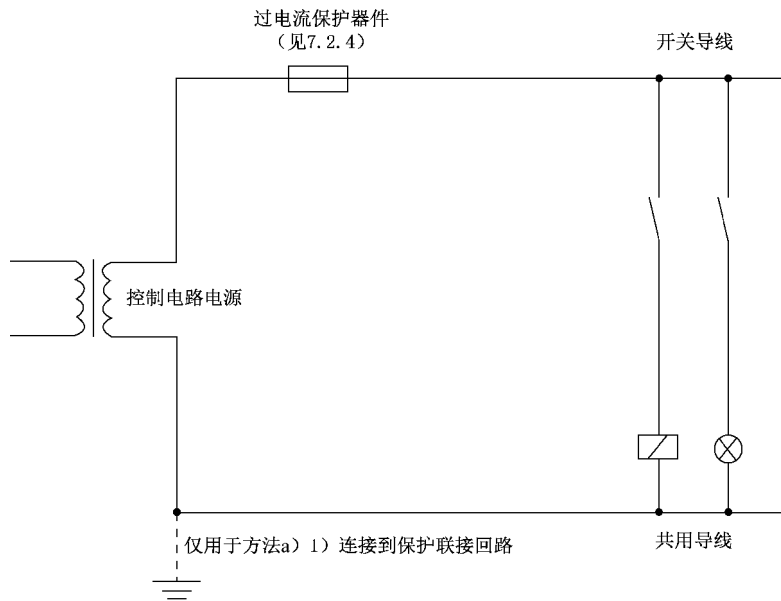 过电流保护器件
（见7.2.4）
开关导线
控制电路电源
仅用于方法a）1）连接到保护联接回路
共用导线